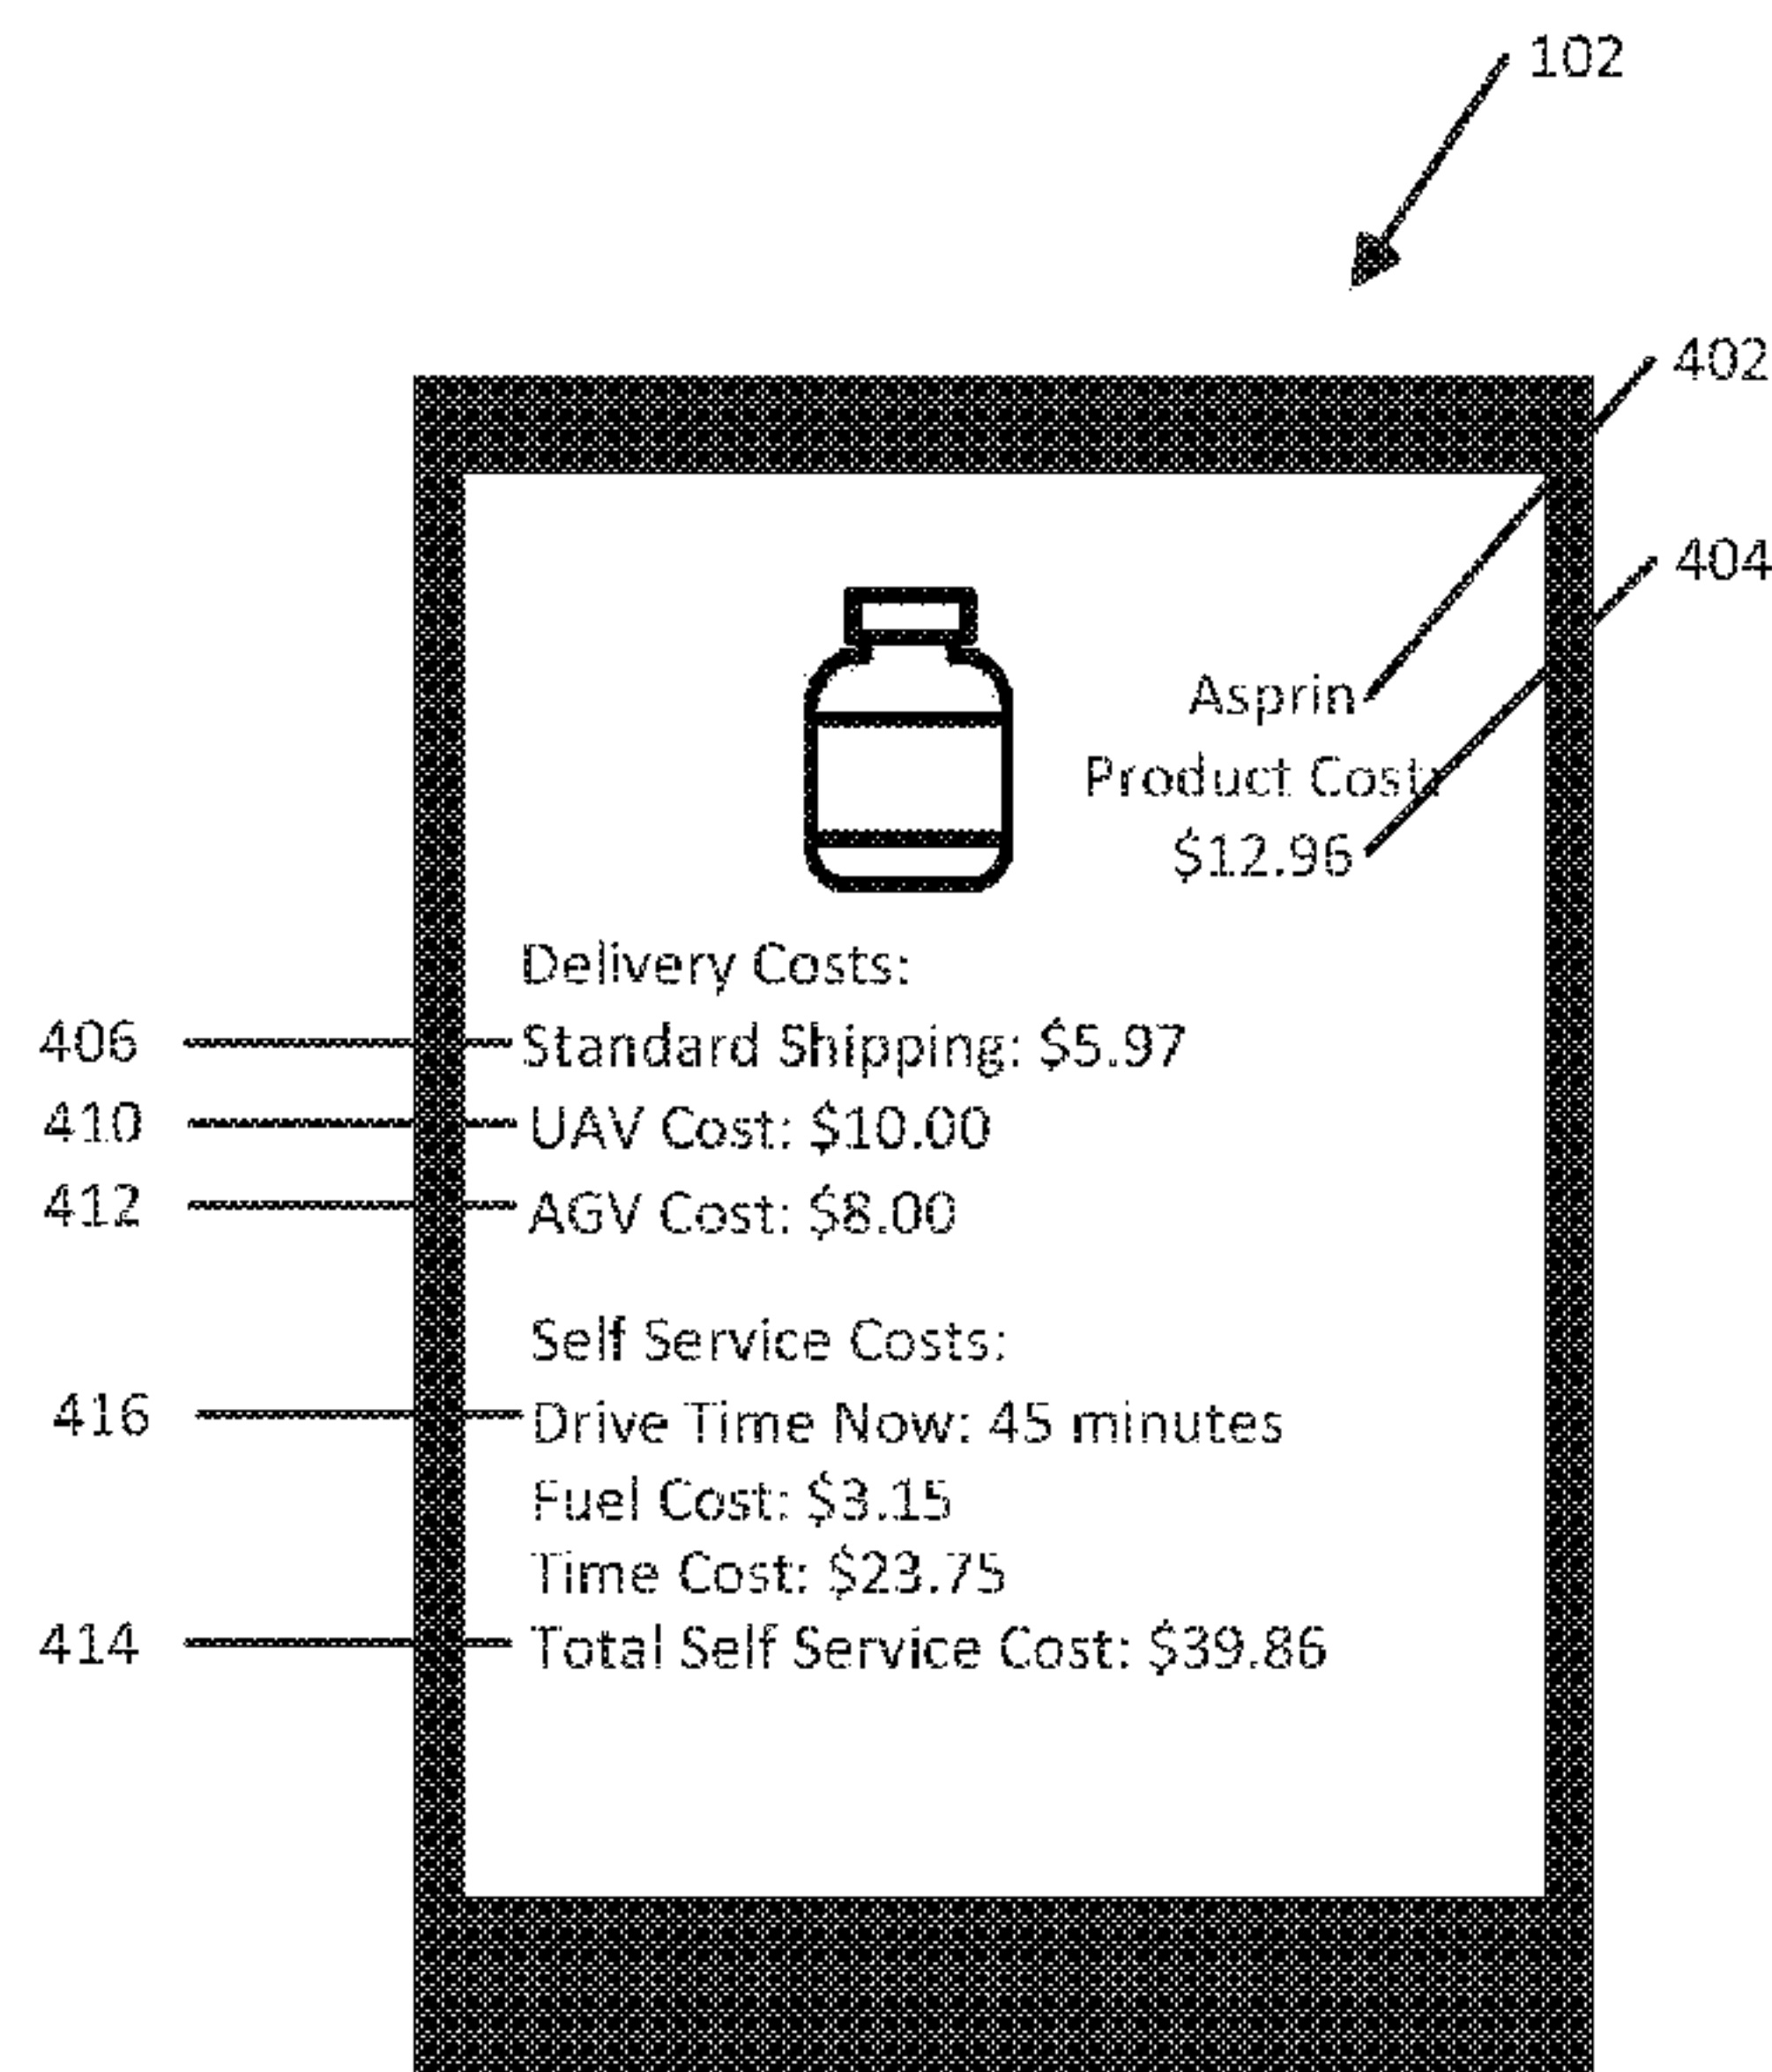 102
402
404
Asprin
Product Cost:
$12.96
Delivery Costs:
406 Standard Shipping: $5.97
410 UAV Cost: $10.00
412 AGV Cost: $8.00
Self Service Costs:
416 Drive Time Now: 45 minutes
Fuel Cost: $3.15
Time Cost: $23.75
414 Total Self Service Cost: $39.86